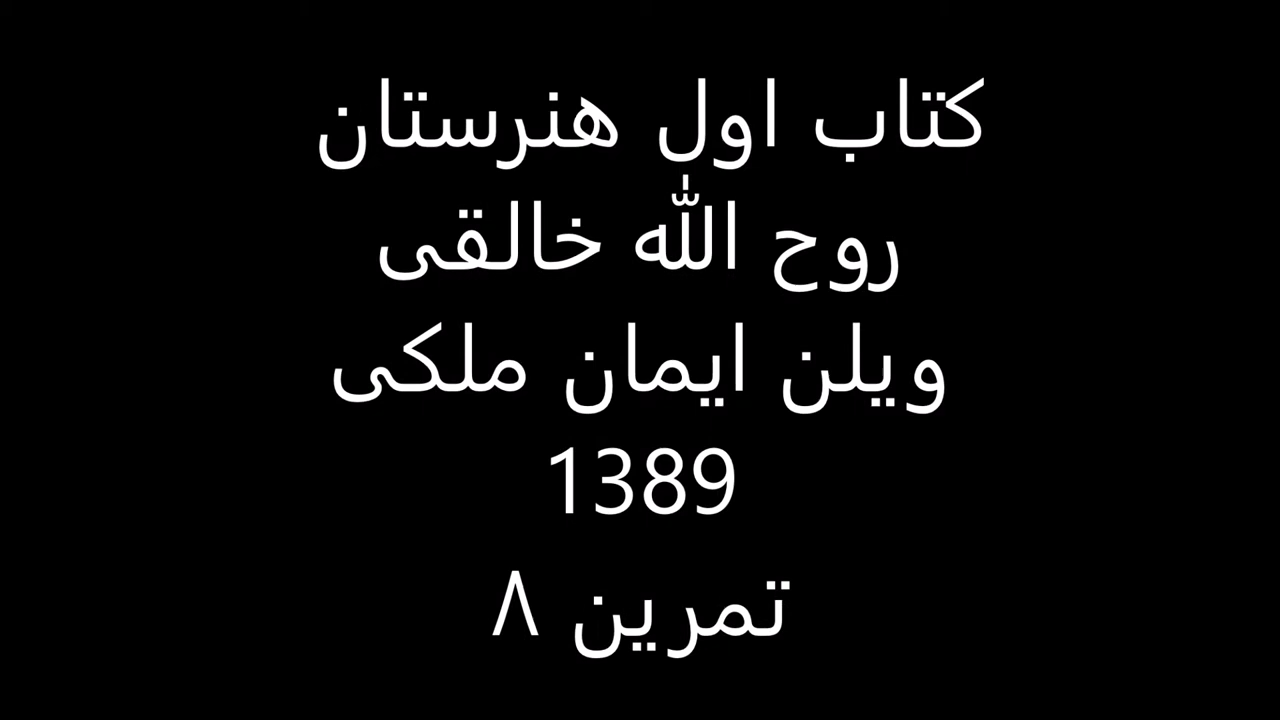 کتاب اول هنرستان
روح الله خالقی
ویلن ایمان ملکی
1389
تمرین ۸